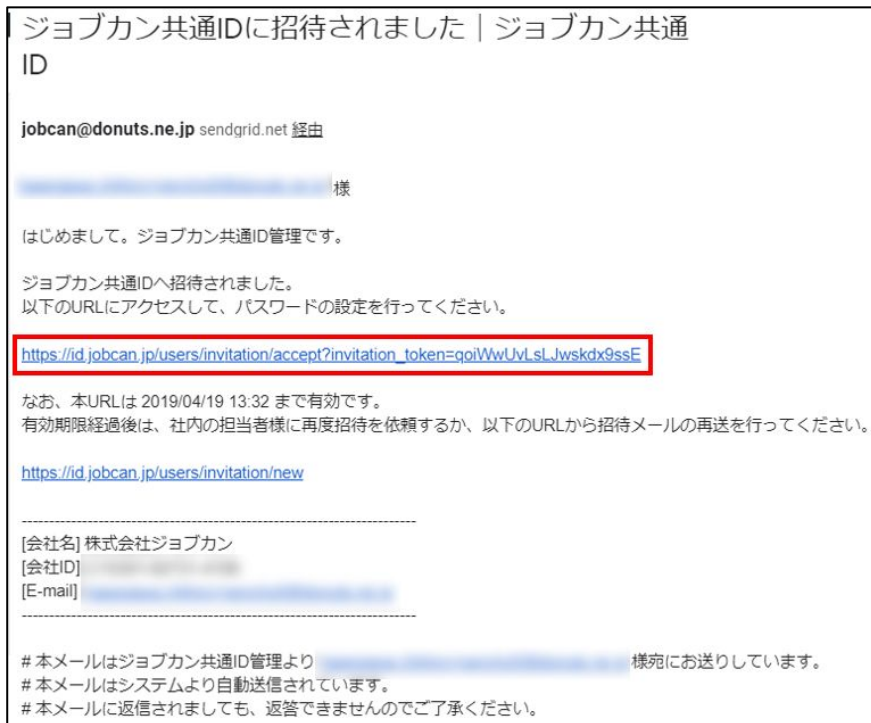 ジョブカン共通IDに招待されました｜ジョブカン共通
ID
jobcan@donuts.ne.jp sendgrid.net 経由
様
はじめまして。ジョブカン共通ID管理です。
ジョブカン共通IDへ招待されました。
以下のURLにアクセスして、パスワードの設定を行ってください。
https://id.jobcan.jp/users/invitation/accept?invitation_token=qoiWwUvLsLJwskdx9ssE
なお、本URLは 2019/04/19 13:32 まで有効です。
有効期限経過後は、社内の担当者様に再度招待を依頼するか、以下のURLから招待メールの再送を行ってください。
https://id.jobcan.jp/users/invitation/new
------------------------------------------------------------------------
[会社名] 株式会社ジョブカン
[会社ID]
[E-mail]
------------------------------------------------------------------------
# 本メールはジョブカン共通ID管理より 様宛にお送りしています。
# 本メールはシステムより自動送信されています。
# 本メールに返信されましても、返答できませんのでご了承ください。